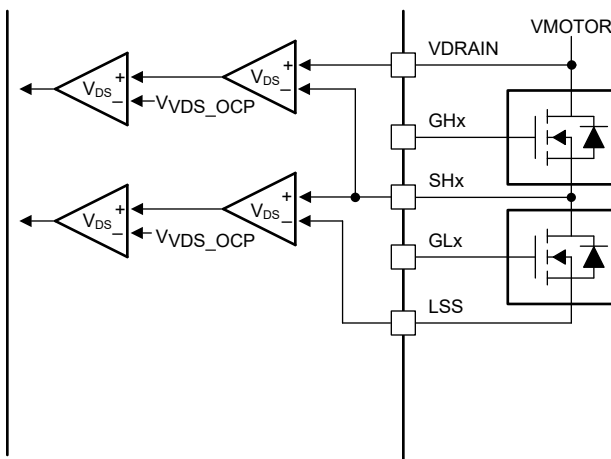 VMOTOR
VDRAIN
+
VDS
–
+
VDS
–
VVDS_OCP
GHx
SHx
+
VDS
–
+
VDS
–
VVDS_OCP
GLx
LSS